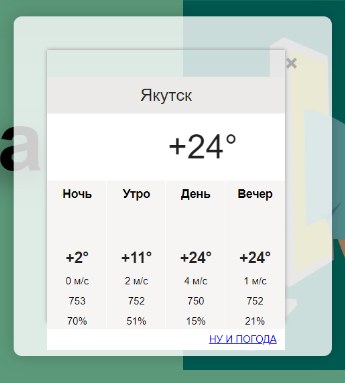 Якутск
+24°
Ночь Утро День Вечер
+2° +11° +24° +24°
0 м/с 2 м/с 4 м/с 1 м/с
753 752 750 752
70% 51% 15% 21%
НУ И ПОГОДА